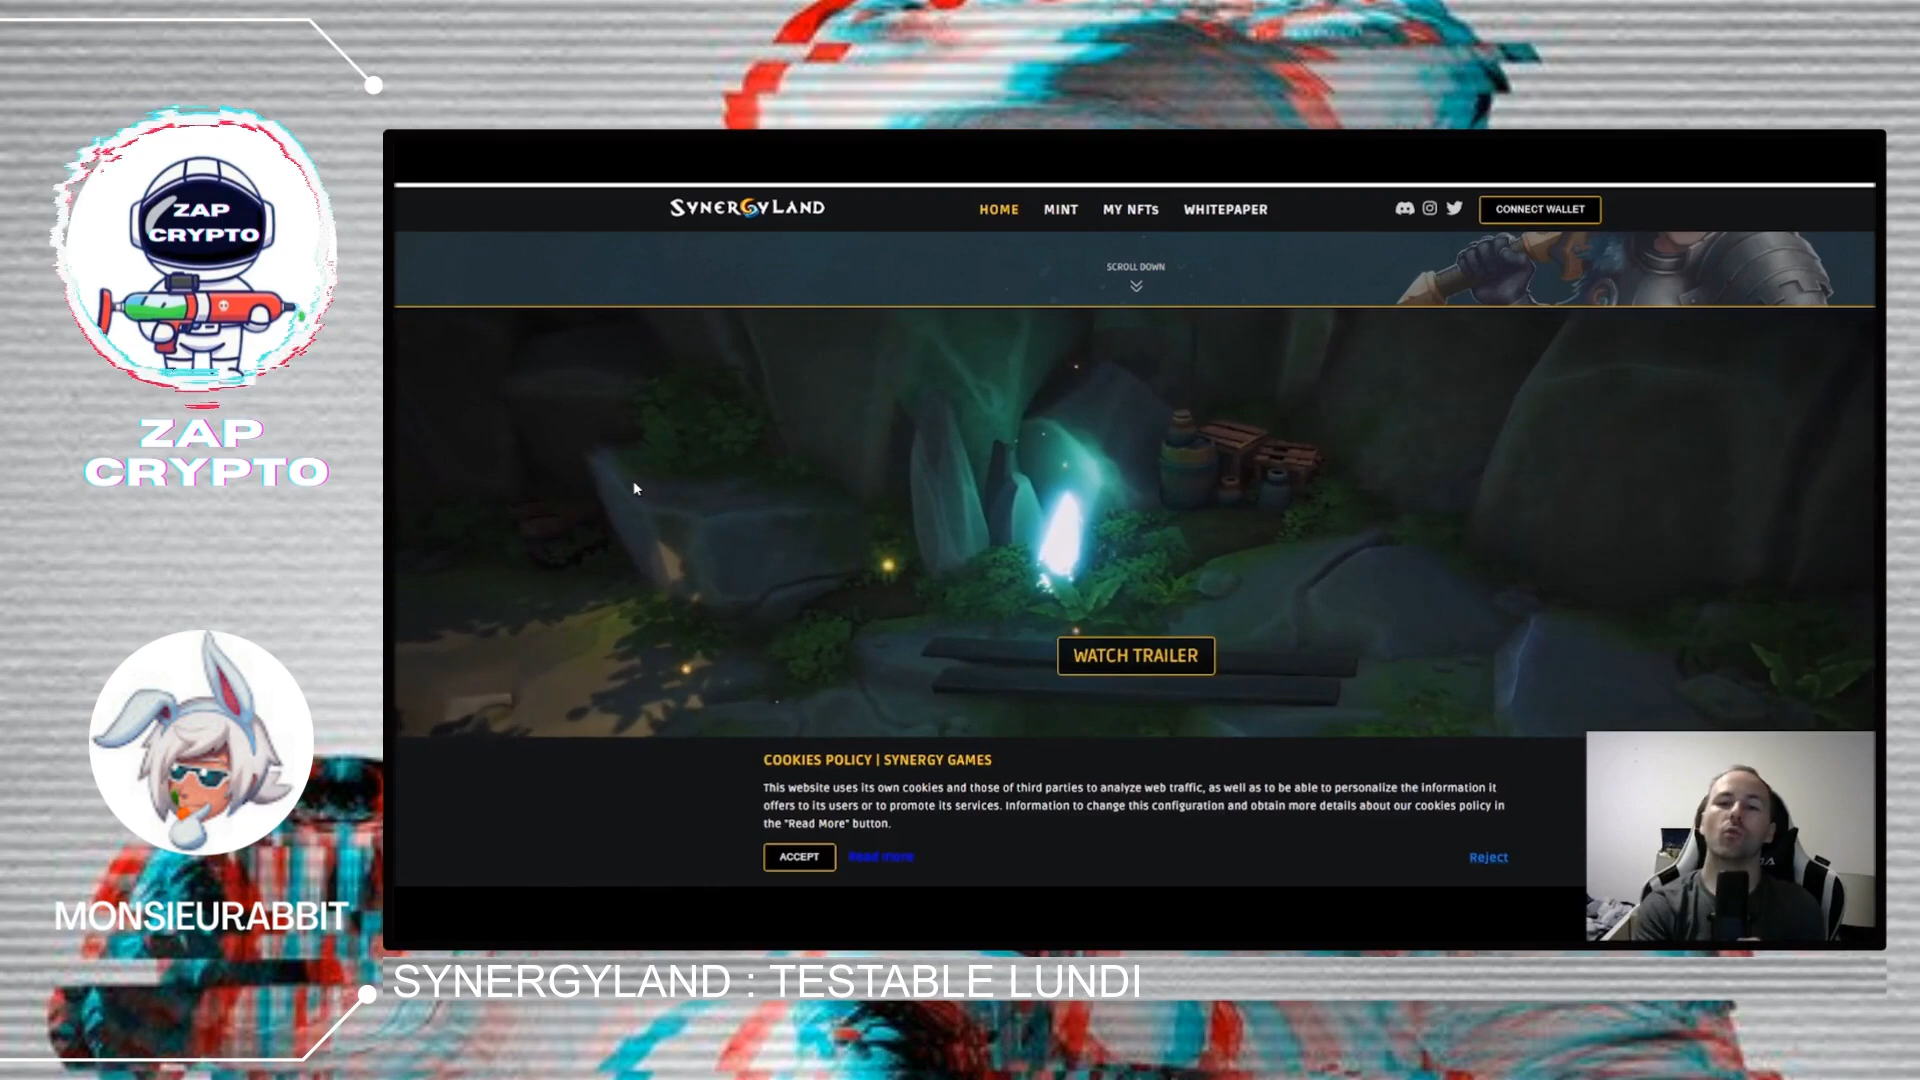 ZAP
CRYPTO
ZAP
CRYPTO
MONSIEURABBIT
SYNERGYLAND
HOME
MINT
MY NFTs
WHITEPAPER
CONNECT WALLET
SCROLL DOWN
WATCH TRAILER
COOKIES POLICY | SYNERGY GAMES
This website uses its own cookies and those of third parties to analyze web traffic, as well as to be able to personalize the information it
offers to its users or to promote its services. Information to change this configuration and obtain more details about our cookies policy in
the "Read More" button.
ACCEPT
Read more
Reject
SYNERGYLAND : TESTABLE LUNDI